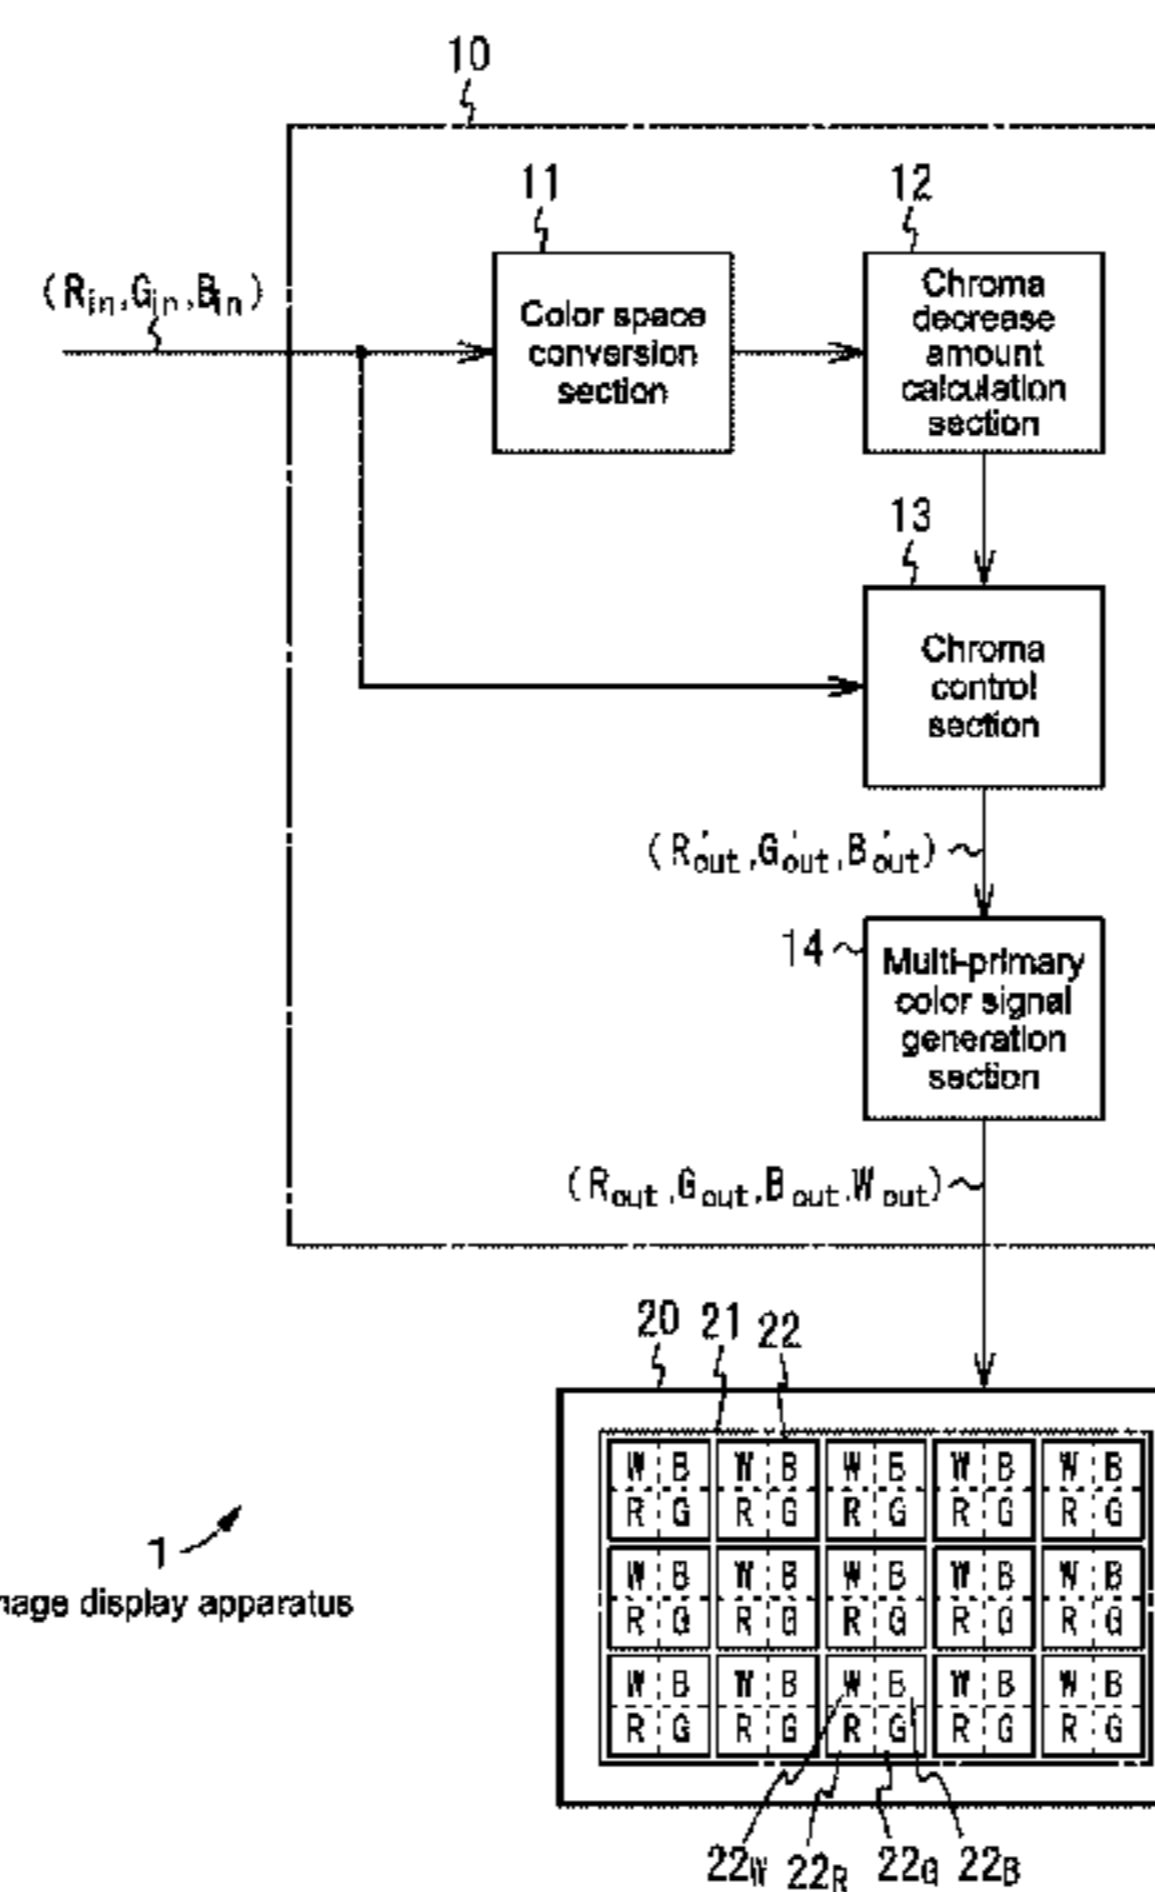 10
11
12
(Rin,Gin,Bin)
Color space
conversion
section
Chroma
decrease
amount
calculation
section
13
Chroma
control
section
(R'out,G'out,B'out)
14
Multi-primary
color signal
generation
section
(Rout,Gout,Bout,Wout)
20 21 22
W B W B W B W B W B
R G R G R G R G R G
W B W B W B W B W B
R G R G R G R G R G
W B W B W B W B W B
R G R G R G R G R G
1
mage display apparatus
22W 22R 22G 22B